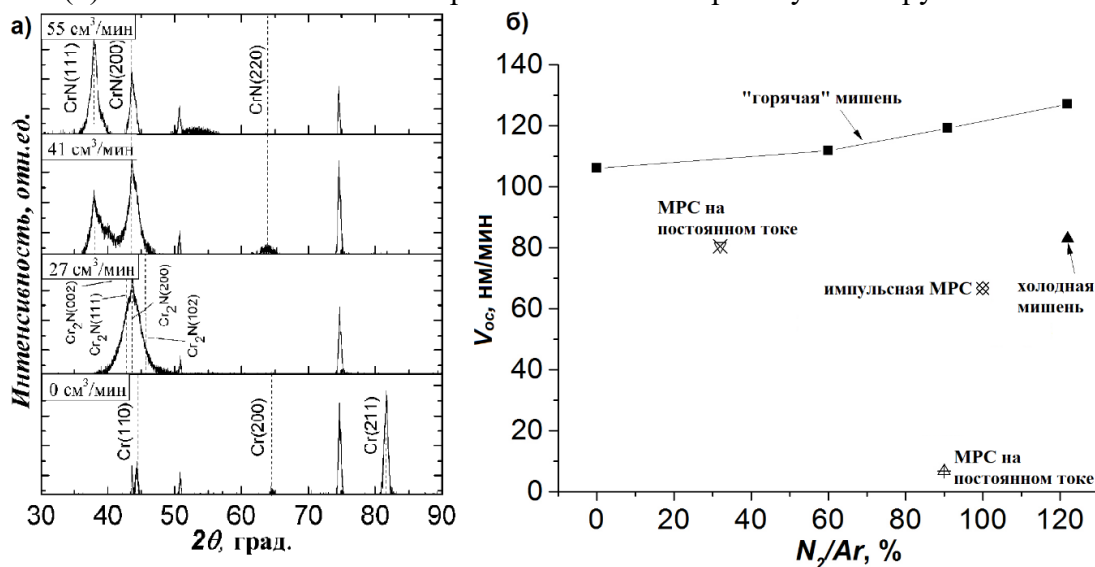 а)
55 см³/мин
CrN(111)
CrN(200)
CrN(220)
41 см³/мин
27 см³/мин
Cr₂N(002)
Cr₂N(111)
Cr₂N(200)
Cr₂N(102)
0 см³/мин
Cr(110)
Cr(200)
Cr(211)
Интенсивность, отн.ед.
30 40 50 60 70 80 90
2θ, град.
б)
140
120
100
80
60
40
20
0
Vос, нм/мин
"горячая" мишень
МРС на
постоянном токе
импульсная МРС
холодная
мишень
МРС на
постоянном токе
0 20 40 60 80 100 120
N₂/Ar, %